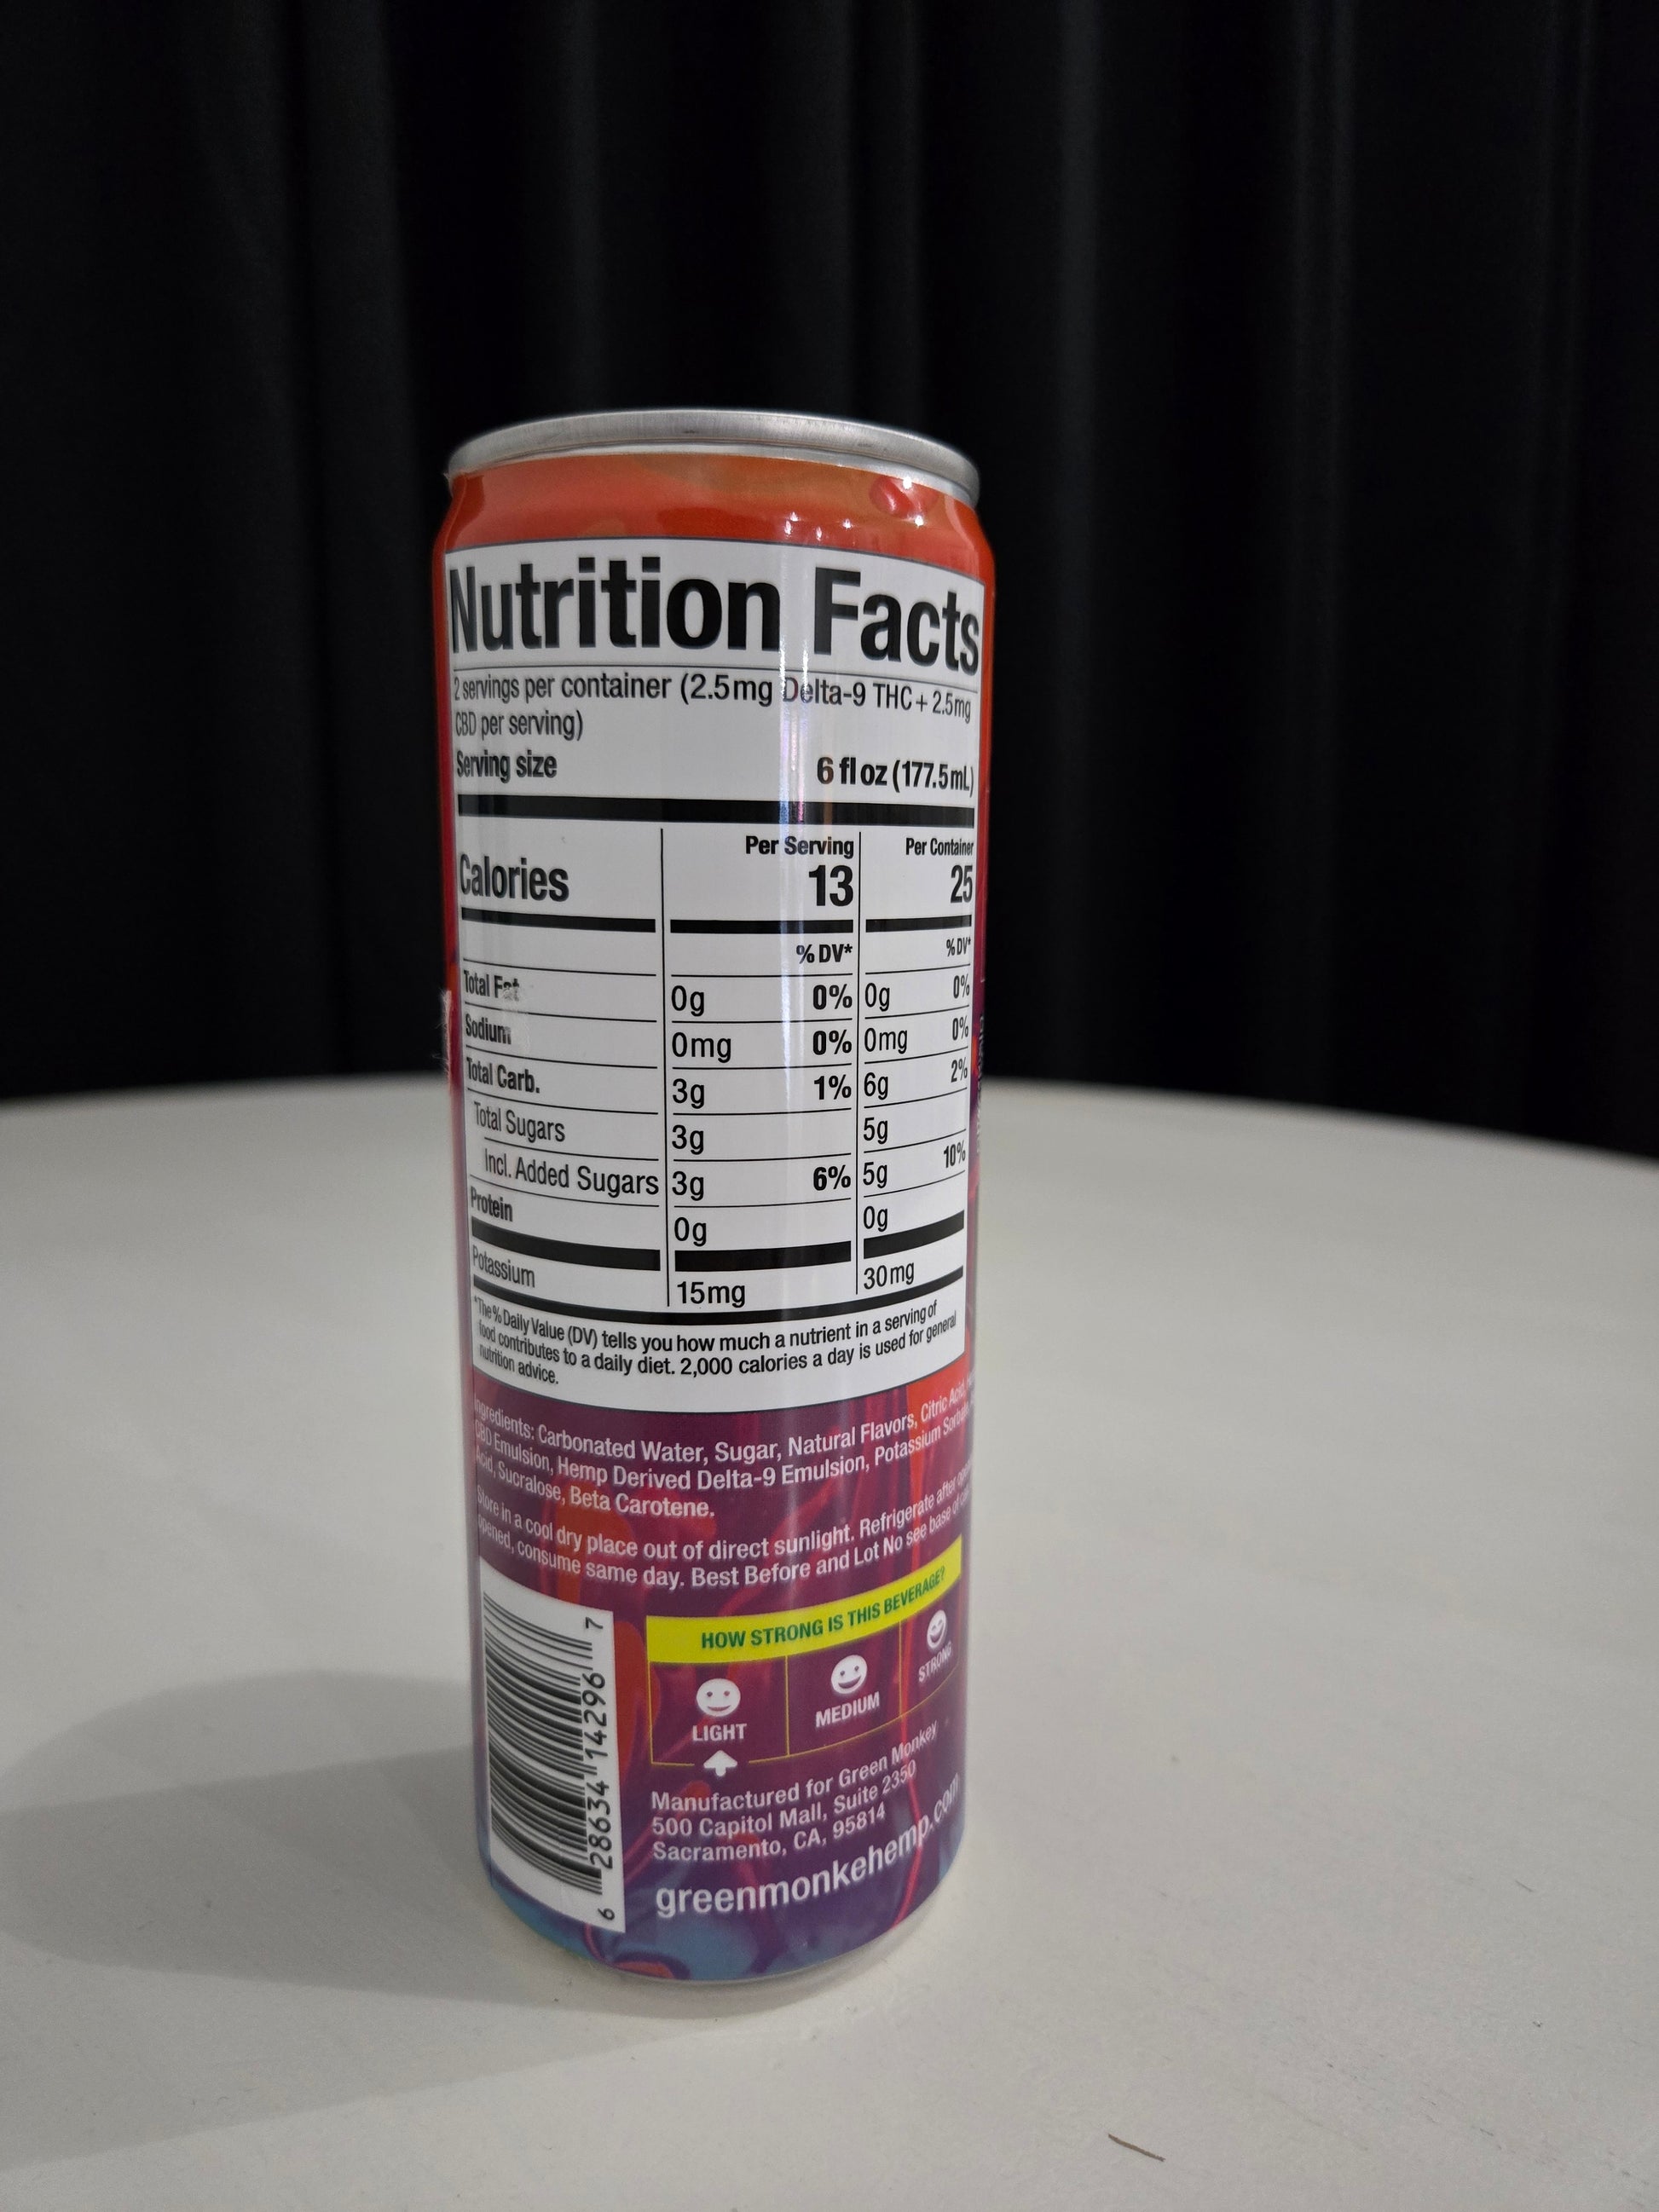 Nutrition Facts
2 servings per container (2.5mg Delta-9 THC + 2.5mg
CBD per serving)
Serving size 6 fl oz (177.5mL)
Per Serving Per Container
Calories 13 25
% DV* % DV*
Total Fat 0g 0% 0g 0%
Sodium 0mg 0% 0mg 0%
Total Carb. 3g 1% 6g 2%
Total Sugars 3g 5g
Incl. Added Sugars 3g 6% 5g 10%
Protein 0g 0g
Potassium 15mg 30mg
*The % Daily Value (DV) tells you how much a nutrient in a serving of
food contributes to a daily diet. 2,000 calories a day is used for general
nutrition advice.
Ingredients: Carbonated Water, Sugar, Natural Flavors, Citric Acid,
CBD Emulsion, Hemp Derived Delta-9 Emulsion, Potassium
Acid, Sucralose, Beta Carotene.
Store in a cool dry place out of direct sunlight. Refrigerate after
opened, consume same day. Best Before and Lot No see base of
HOW STRONG IS THIS BEVERAGE?
LIGHT MEDIUM STRONG
6 28634 14296 7
Manufactured for Green Monkey
500 Capitol Mall, Suite 2350
Sacramento, CA, 95814
greenmonkehemp.com